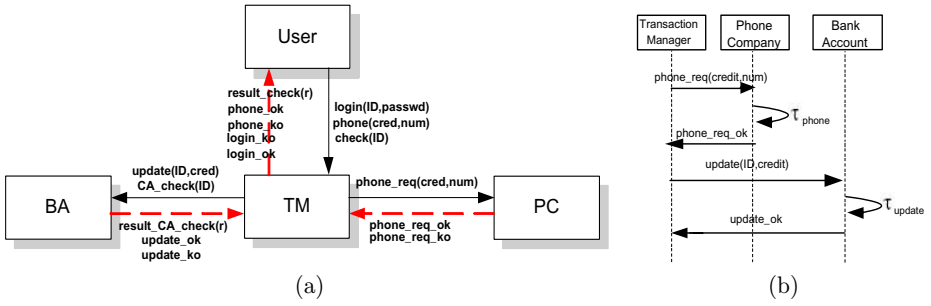 User
result_check(r)
phone_ok
phone_ko
login_ko
login_ok
login(ID,passwd)
phone(cred,num)
check(ID)
update(ID,cred)
CA_check(ID)
phone_req(cred,num)
BA
TM
PC
result_CA_check(r)
update_ok
update_ko
phone_req_ok
phone_req_ko
(a)
Transaction
Manager
Phone
Company
Bank
Account
phone_req(credit,num)
τ phone
phone_req_ok
update(ID,credit)
τ update
update_ok
(b)